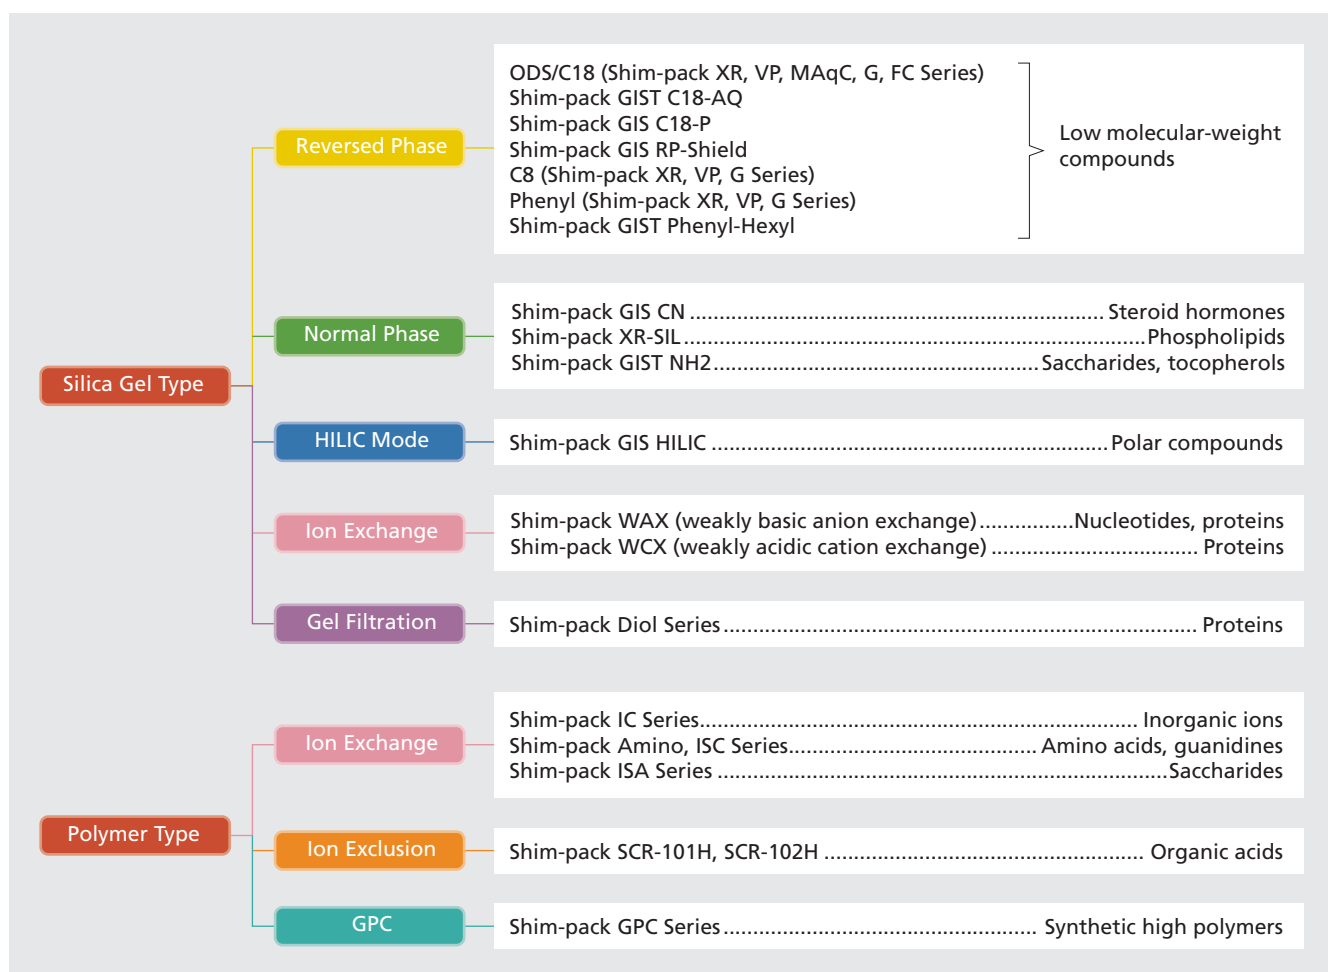 Silica Gel Type
Reversed Phase
ODS/C18 (Shim-pack XR, VP, MAqC, G, FC Series)
Shim-pack GIST C18-AQ
Shim-pack GIS C18-P
Shim-pack GIS RP-Shield
C8 (Shim-pack XR, VP, G Series)
Phenyl (Shim-pack XR, VP, G Series)
Shim-pack GIST Phenyl-Hexyl
Low molecular-weight
compounds
Normal Phase
Shim-pack GIS CN ........ Steroid hormones
Shim-pack XR-SIL ........ Phospholipids
Shim-pack GIST NH2 ........ Saccharides, tocopherols
HILIC Mode
Shim-pack GIS HILIC ........ Polar compounds
Ion Exchange
Shim-pack WAX (weakly basic anion exchange) ........ Nucleotides, proteins
Shim-pack WCX (weakly acidic cation exchange) ........ Proteins
Gel Filtration
Shim-pack Diol Series ........ Proteins
Polymer Type
Ion Exchange
Shim-pack IC Series ........ Inorganic ions
Shim-pack Amino, ISC Series ........ Amino acids, guanidines
Shim-pack ISA Series ........ Saccharides
Ion Exclusion
Shim-pack SCR-101H, SCR-102H ........ Organic acids
GPC
Shim-pack GPC Series ........ Synthetic high polymers